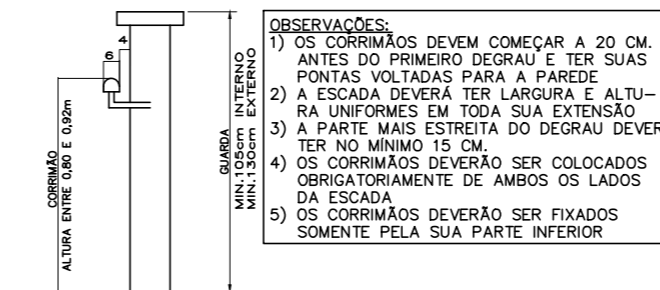 4
6
CORRIMÃO
ALTURA ENTRE 0,80 E 0,92m
GUARDA
MIN.105cm INTERNO
MIN.130cm EXTERNO
OBSERVAÇÕES:
1) OS CORRIMÃOS DEVEM COMEÇAR A 20 CM.
ANTES DO PRIMEIRO DEGRAU E TER SUAS
PONTAS VOLTADAS PARA A PAREDE
2) A ESCADA DEVERÁ TER LARGURA E ALTU-
RA UNIFORMES EM TODA SUA EXTENSÃO
3) A PARTE MAIS ESTREITA DO DEGRAU DEVER
TER NO MÍNIMO 15 CM.
4) OS CORRIMÃOS DEVERÃO SER COLOCADOS
OBRIGATORIAMENTE DE AMBOS OS LADOS
DA ESCADA
5) OS CORRIMÃOS DEVERÃO SER FIXADOS
SOMENTE PELA SUA PARTE INFERIOR